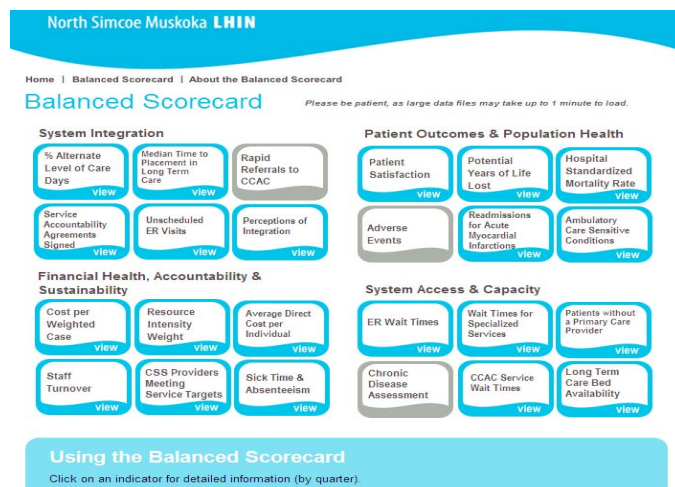 North Simcoe Muskoka LHIN
Home | Balanced Scorecard | About the Balanced Scorecard
Balanced Scorecard
Please be patient, as large data files may take up to 1 minute to load.
System Integration
% Alternate
Level of Care
Days
view
Median Time to
Placement in
Long Term
Care
view
Rapid
Referrals to
CCAC
Service
Accountability
Agreements
Signed
view
Unscheduled
ER Visits
view
Perceptions of
Integration
view
Patient Outcomes & Population Health
Patient
Satisfaction
view
Potential
Years of Life
Lost
view
Hospital
Standardized
Mortality Rate
view
Adverse
Events
Readmissions
for Acute
Myocardial
Infarctions
view
Ambulatory
Care Sensitive
Conditions
view
Financial Health, Accountability &
Sustainability
Cost per
Weighted
Case
view
Resource
Intensity
Weight
view
Average Direct
Cost per
Individual
view
Staff
Turnover
view
CSS Providers
Meeting
Service Targets
view
Sick Time &
Absenteeism
view
System Access & Capacity
ER Wait Times
view
Wait Times for
Specialized
Services
view
Patients without
a Primary Care
Provider
view
Chronic
Disease
Assessment
CCAC Service
Wait Times
view
Long Term
Care Bed
Availability
view
Using the Balanced Scorecard
Click on an indicator for detailed information (by quarter).